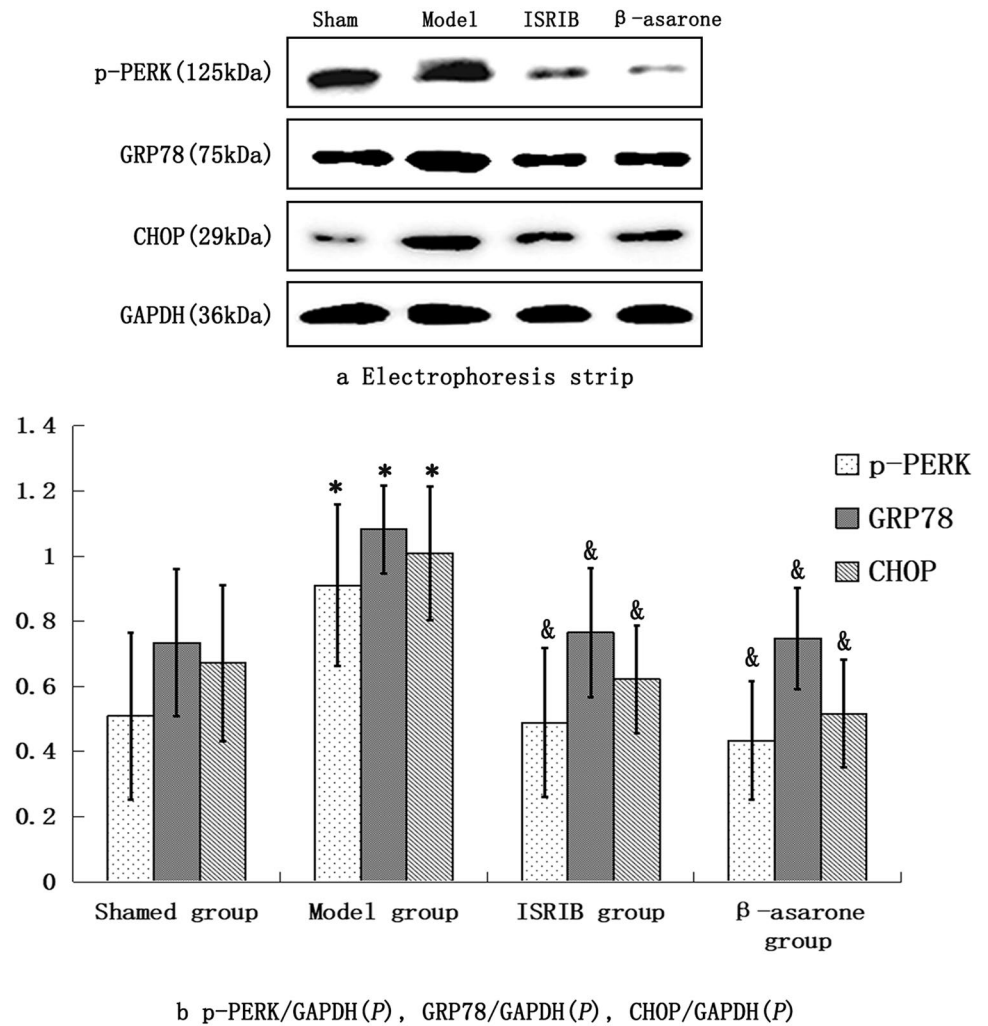 Sham Model ISRIB β-asarone
p-PERK(125kDa)
GRP78(75kDa)
CHOP(29kDa)
GAPDH(36kDa)
a Electrophoresis strip
1.4
1.2
1
0.8
0.6
0.4
0.2
0
* * *
& & &
& & &
p-PERK
GRP78
CHOP
Shamed group Model group ISRIB group β-asarone
group
b p-PERK/GAPDH(P), GRP78/GAPDH(P), CHOP/GAPDH(P)